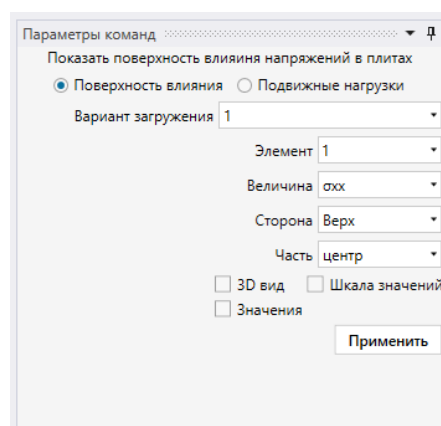 Параметры команд
Показать поверхность влияиня напряжений в плитах
Поверхность влияния Подвижные нагрузки
Вариант загружения 1
Элемент 1
Величина σxx
Сторона Верх
Часть центр
3D вид Шкала значений
Значения
Применить